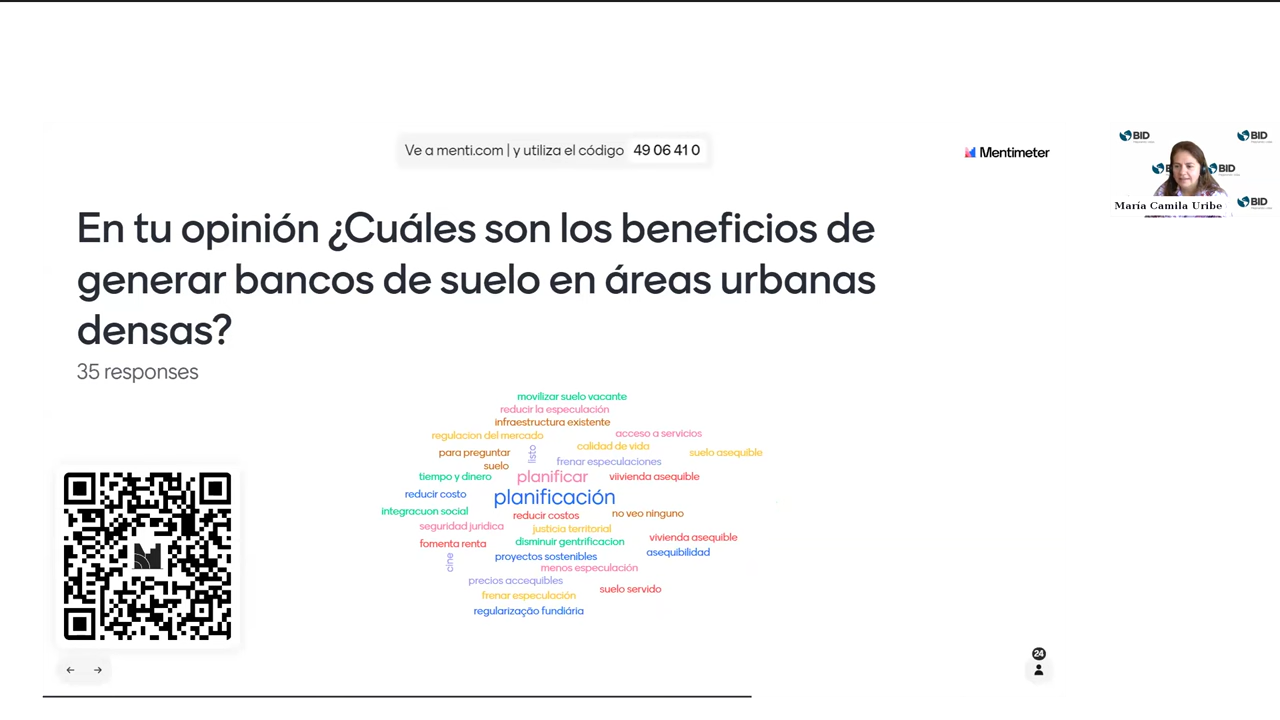 Ve a menti.com | y utiliza el código 49 06 41 0
Mentimeter
BID
BID
BID
BID
María Camila Uribe
En tu opinión ¿Cuáles son los beneficios de
generar bancos de suelo en áreas urbanas
densas?
35 responses
movilizar suelo vacante
reducir la especulación
infraestructura existente
regulacion del mercado
acceso a servicios
calidad de vida
para preguntar
listo
suelo asequible
frenar especulaciones
suelo
tiempo y dinero
planificar
viivienda asequible
reducir costo
planificación
integracuon social
reducir costos
no veo ninguno
seguridad juridica
justicia territorial
vivienda asequible
fomenta renta
disminuir gentrificacion
asequibilidad
cine
proyectos sostenibles
menos especulación
precios accequibles
suelo servido
frenar especulación
regularização fundiária
24